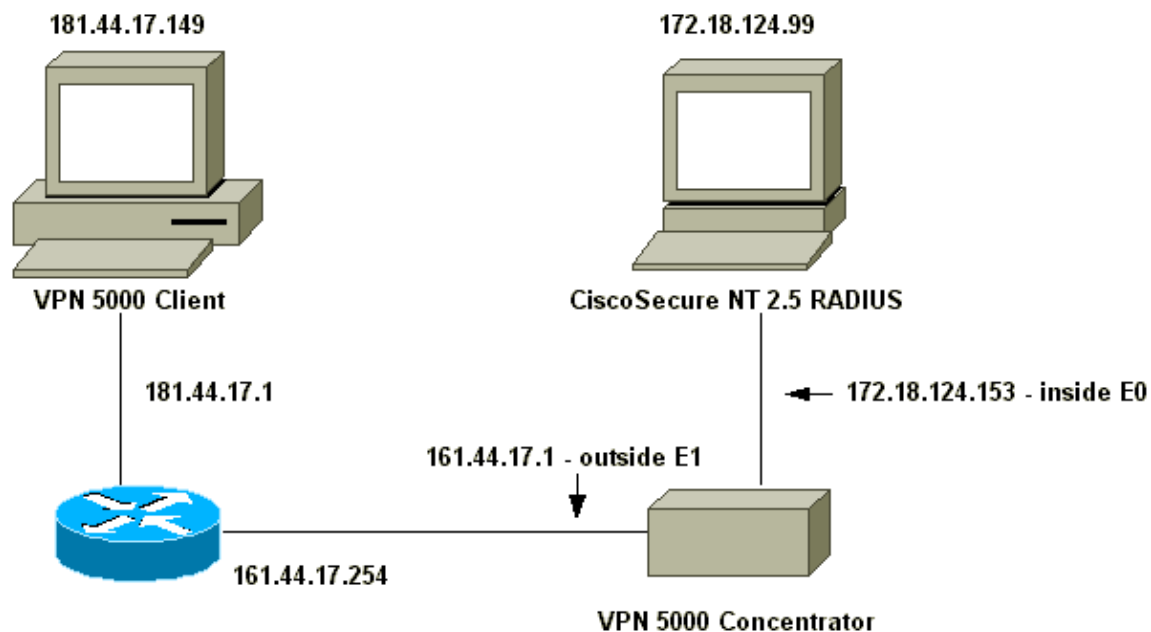 181.44.17.149
172.18.124.99
VPN 5000 Client
CiscoSecure NT 2.5 RADIUS
181.44.17.1
172.18.124.153 - inside E0
161.44.17.1 - outside E1
161.44.17.254
VPN 5000 Concentrator